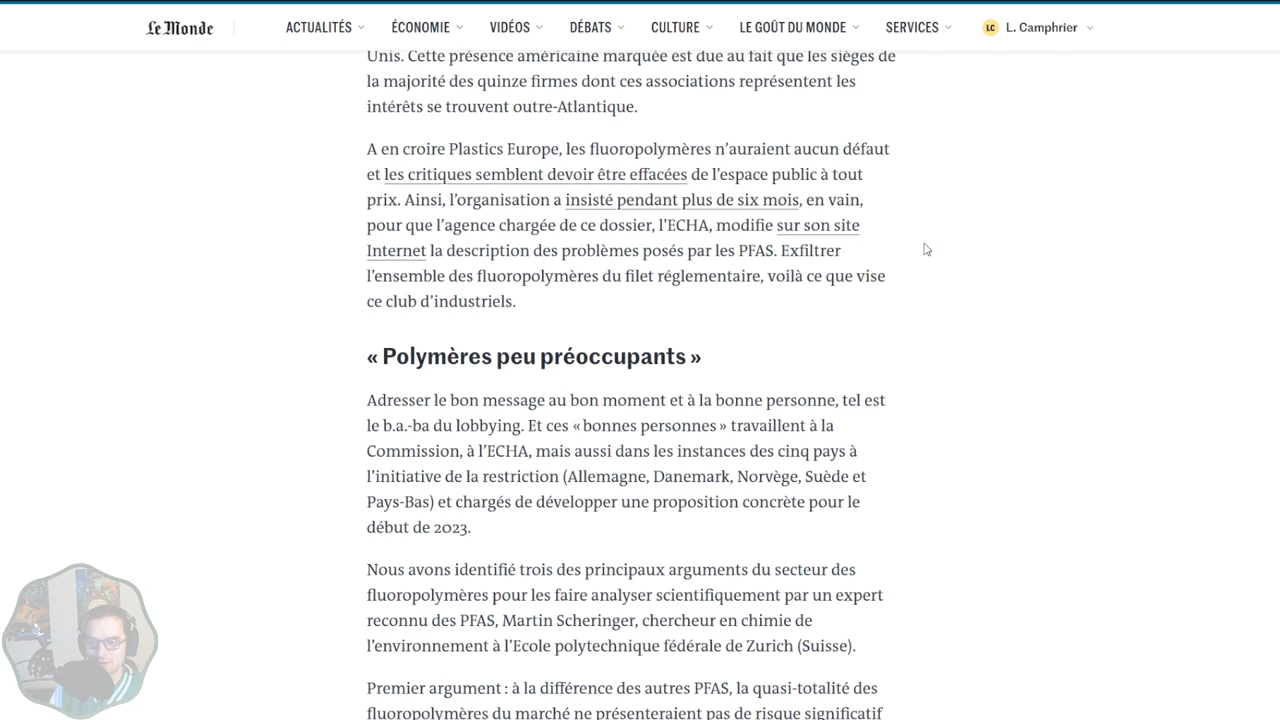 Le Monde
ACTUALITÉS
ÉCONOMIE
VIDÉOS
DÉBATS
CULTURE
LE GOÛT DU MONDE
SERVICES
LC
L. Camphrier
Unis. Cette présence américaine marquée est due au fait que les sièges de
la majorité des quinze firmes dont ces associations représentent les
intérêts se trouvent outre-Atlantique.
A en croire Plastics Europe, les fluoropolymères n’auraient aucun défaut
et les critiques semblent devoir être effacées de l’espace public à tout
prix. Ainsi, l’organisation a insisté pendant plus de six mois, en vain,
pour que l’agence chargée de ce dossier, l’ECHA, modifie sur son site
Internet la description des problèmes posés par les PFAS. Exfiltrer
l’ensemble des fluoropolymères du filet réglementaire, voilà ce que vise
ce club d’industriels.
« Polymères peu préoccupants »
Adresser le bon message au bon moment et à la bonne personne, tel est
le b.a.-ba du lobbying. Et ces « bonnes personnes » travaillent à la
Commission, à l’ECHA, mais aussi dans les instances des cinq pays à
l’initiative de la restriction (Allemagne, Danemark, Norvège, Suède et
Pays-Bas) et chargés de développer une proposition concrète pour le
début de 2023.
Nous avons identifié trois des principaux arguments du secteur des
fluoropolymères pour les faire analyser scientifiquement par un expert
reconnu des PFAS, Martin Scheringer, chercheur en chimie de
l’environnement à l’Ecole polytechnique fédérale de Zurich (Suisse).
Premier argument : à la différence des autres PFAS, la quasi-totalité des
fluoropolymères du marché ne présenteraient pas de risque significatif